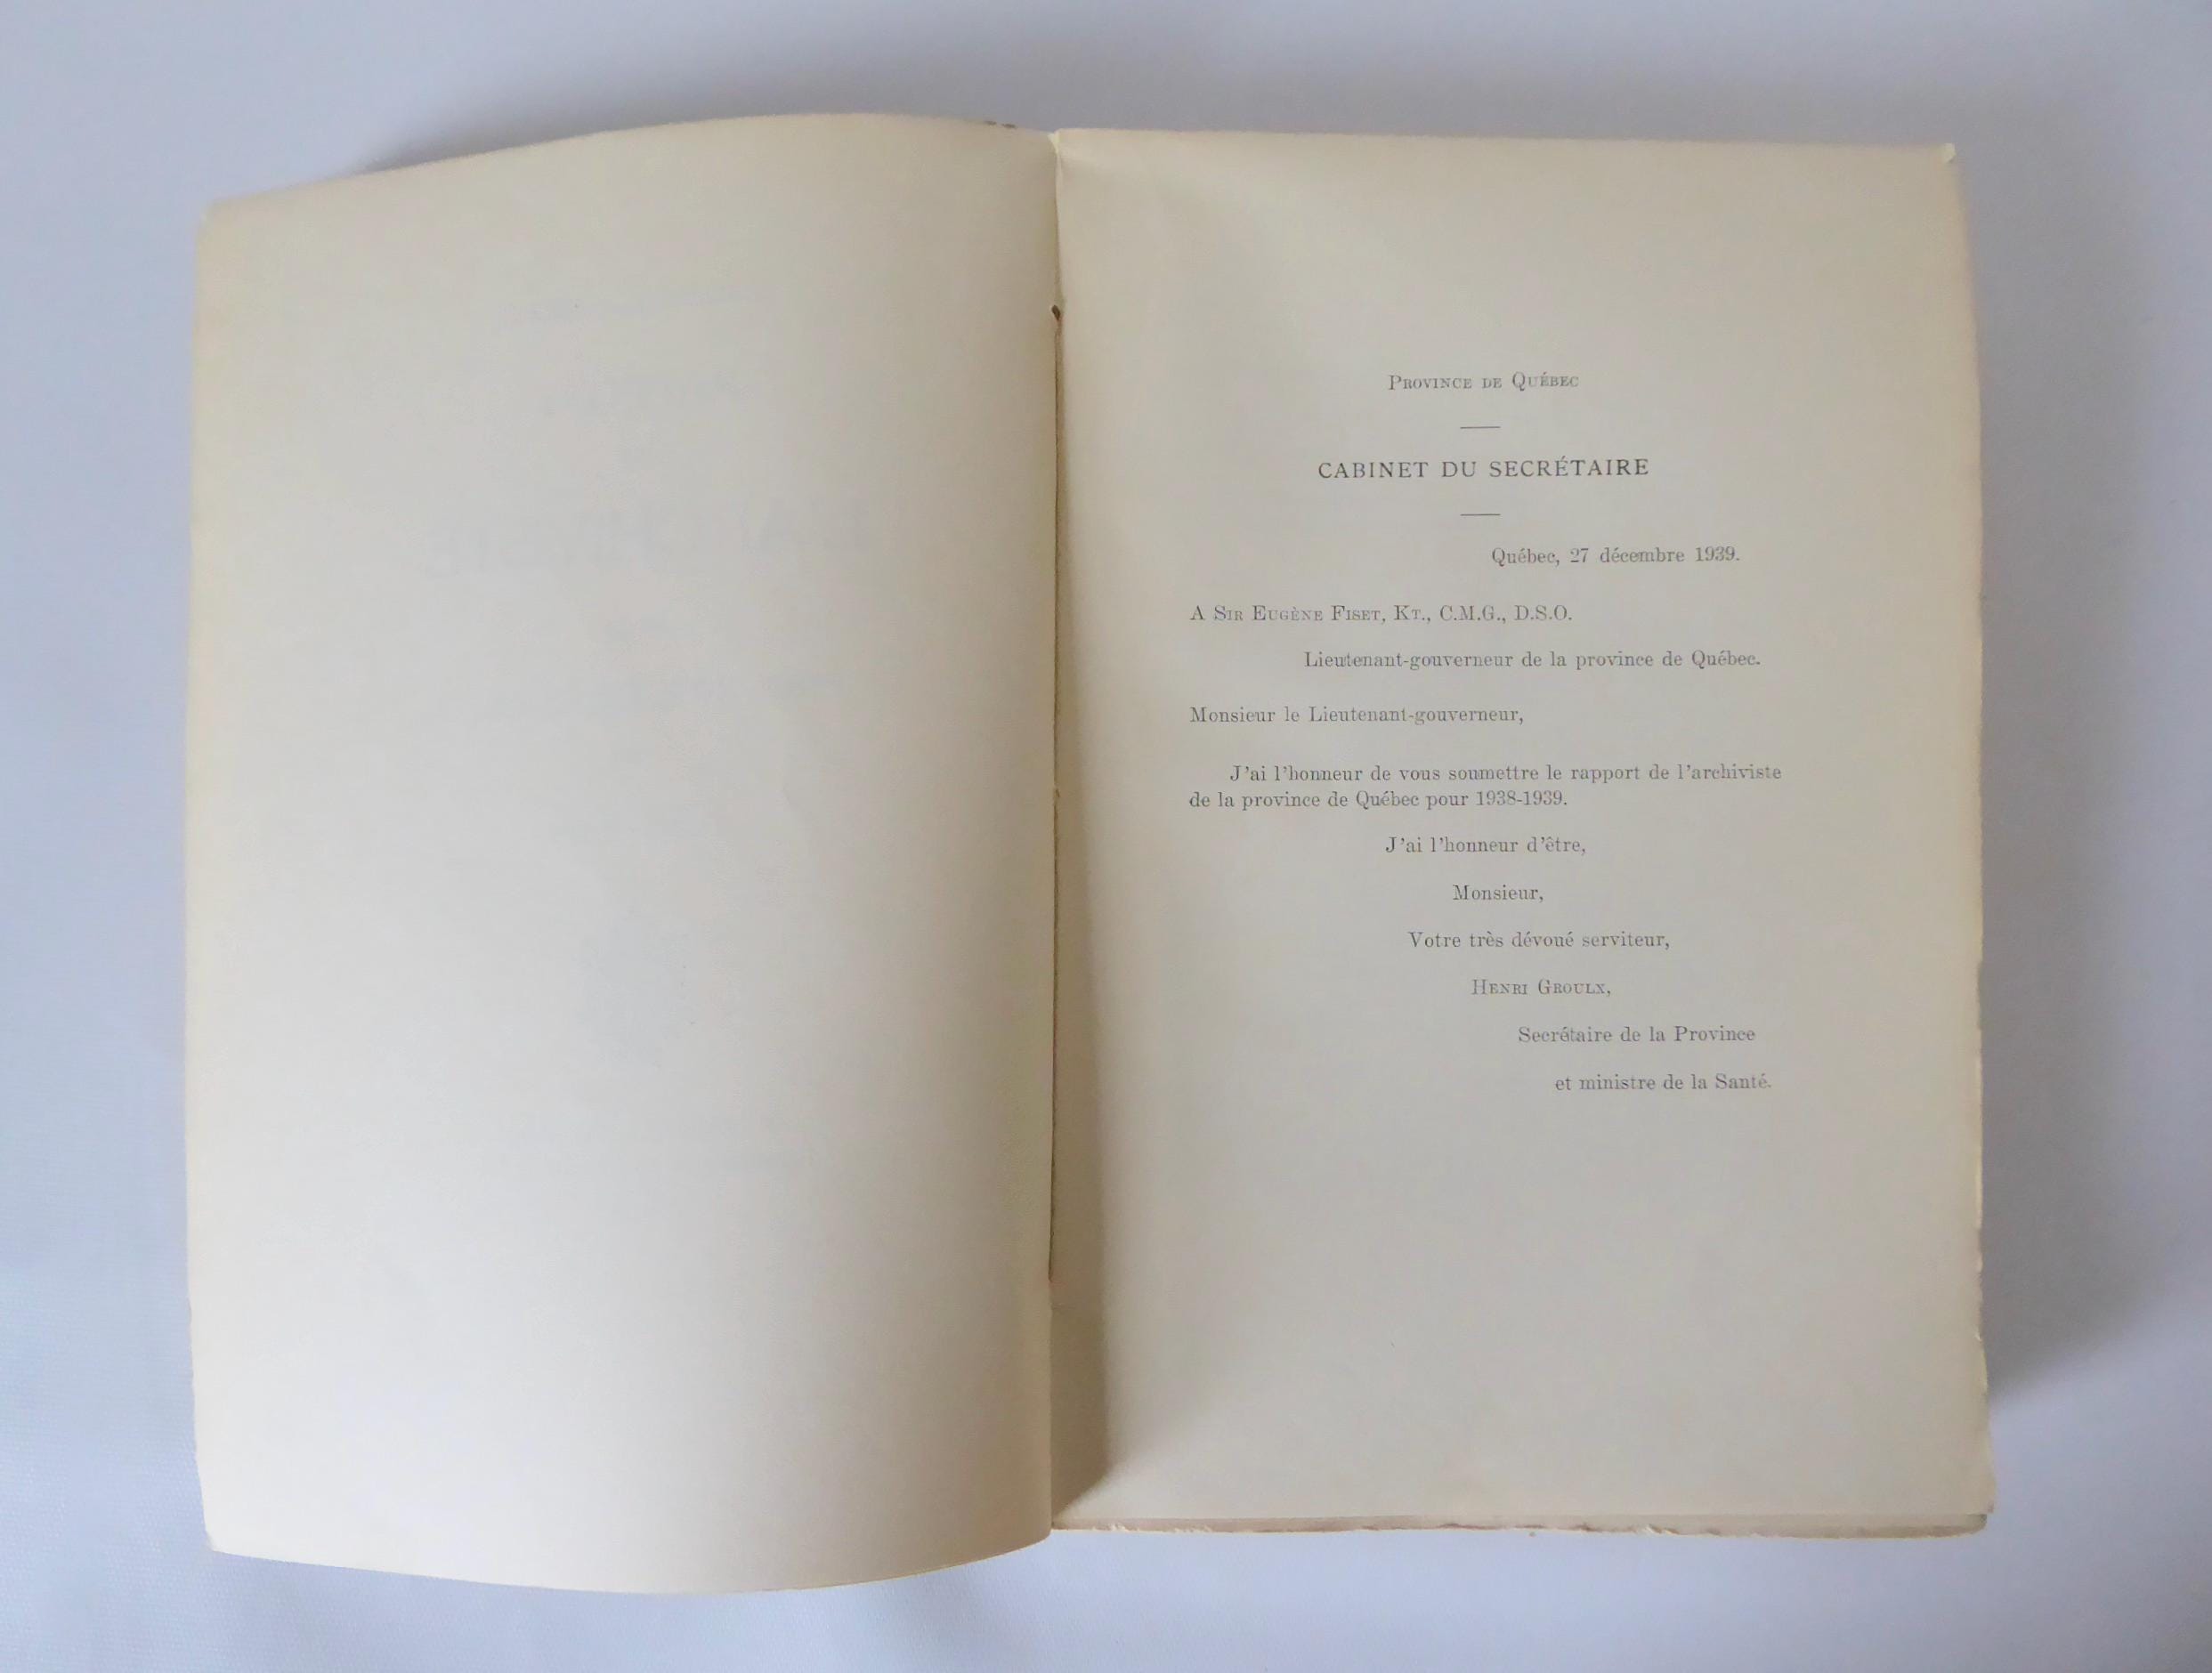 PROVINCE DE QUÉBEC
CABINET DU SECRÉTAIRE
Québec, 27 décembre 1939.
A SIR EUGÈNE FISET, KT., C.M.G., D.S.O.
Lieutenant-gouverneur de la province de Québec.
Monsieur le Lieutenant-gouverneur,
J'ai l'honneur de vous soumettre le rapport de l'archiviste
de la province de Québec pour 1938-1939.
J'ai l'honneur d'être,
Monsieur,
Votre très dévoué serviteur,
HENRI GROULX,
Secrétaire de la Province
et ministre de la Santé.